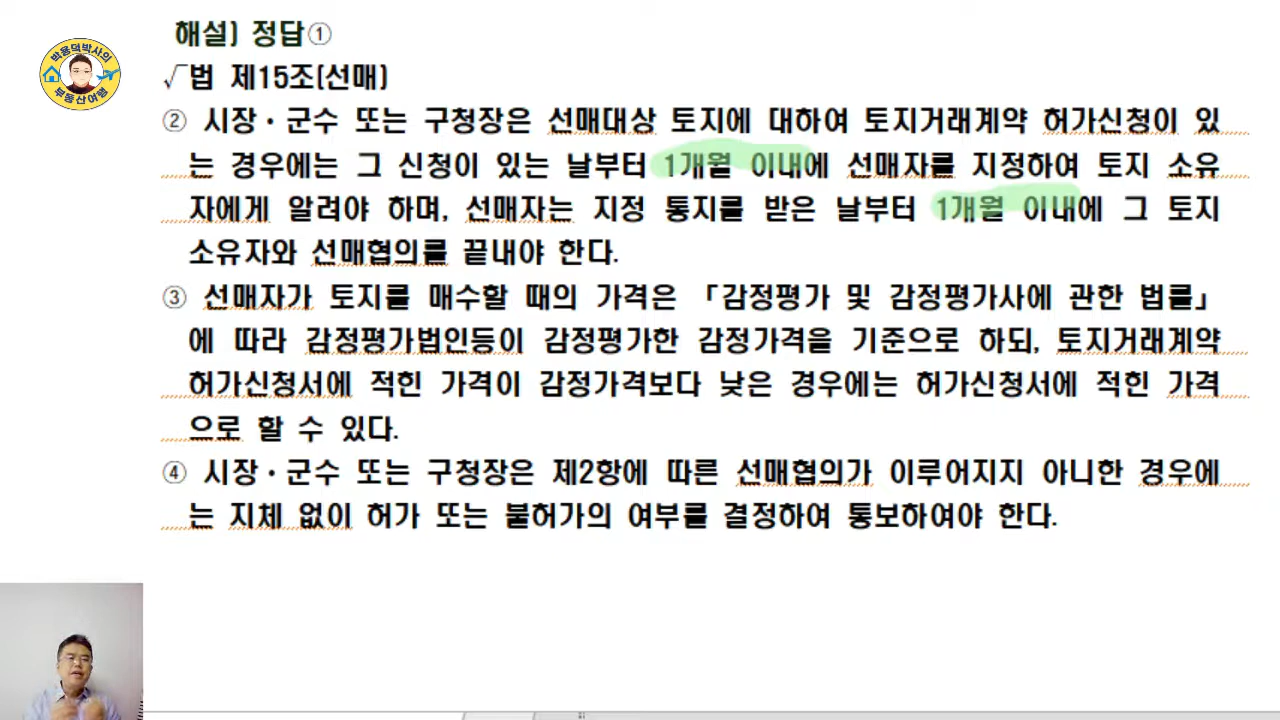 해설) 정답①
박용덕박사의
부동산여행
√법 제15조(선매)
② 시장·군수 또는 구청장은 선매대상 토지에 대하여 토지거래계약 허가신청이 있
는 경우에는 그 신청이 있는 날부터 1개월 이내에 선매자를 지정하여 토지 소유
자에게 알려야 하며, 선매자는 지정 통지를 받은 날부터 1개월 이내에 그 토지
소유자와 선매협의를 끝내야 한다.
③ 선매자가 토지를 매수할 때의 가격은 「감정평가 및 감정평가사에 관한 법률」
에 따라 감정평가법인등이 감정평가한 감정가격을 기준으로 하되, 토지거래계약
허가신청서에 적힌 가격이 감정가격보다 낮은 경우에는 허가신청서에 적힌 가격
으로 할 수 있다.
④ 시장·군수 또는 구청장은 제2항에 따른 선매협의가 이루어지지 아니한 경우에
는 지체 없이 허가 또는 불허가의 여부를 결정하여 통보하여야 한다.